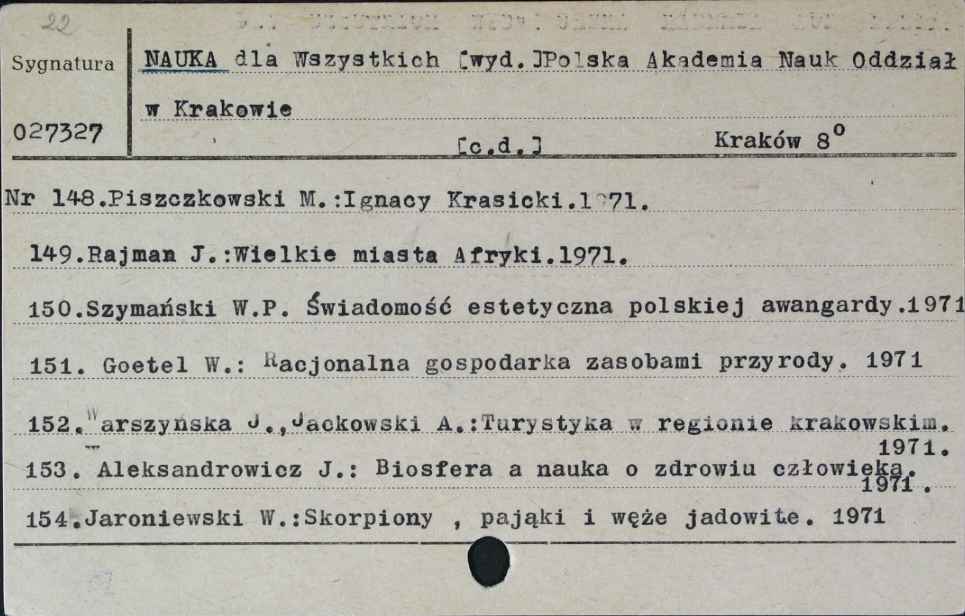 22
Sygnatura
NAUKA dla Wszystkich [wyd.]Polska Akademia Nauk Oddział
w Krakowie
027327
[c.d.] Kraków 8⁰
Nr 148.Piszczkowski M.:Ignacy Krasicki.1971.
149.Rajman J.:Wielkie miasta Afryki.1971.
150.Szymański W.P. Świadomość estetyczna polskiej awangardy.1971
151. Goetel W.: Racjonalna gospodarka zasobami przyrody. 1971
152.Warszyńska J.,Jackowski A.:Turystyka w regionie krakowskim.
1971.
153. Aleksandrowicz J.: Biosfera a nauka o zdrowiu człowieka.
1971.
154.Jaroniewski W.:Skorpiony , pająki i węże jadowite. 1971